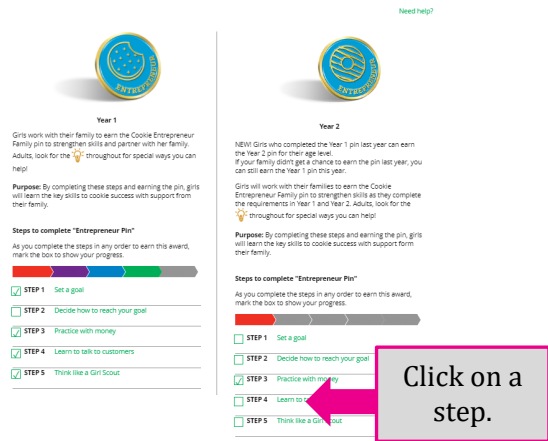 Need help?
ENTREPRENEUR
Year 1
Girls work with their family to earn the Cookie Entrepreneur
Family pin to strengthen skills and partner with her family.
Adults, look for the throughout for special ways you can
help!
Purpose: By completing these steps and earning the pin, girls
will learn the key skills to cookie success with support from
their family.
Steps to complete "Entrepreneur Pin"
As you complete the steps in any order to earn this award,
mark the box to show your progress.
STEP 1 Set a goal
STEP 2 Decide how to reach your goal
STEP 3 Practice with money
STEP 4 Learn to talk to customers
STEP 5 Think like a Girl Scout
ENTREPRENEUR
Year 2
NEW! Girls who completed the Year 1 pin last year can earn
the Year 2 pin for their age level.
If your family didn't get a chance to earn the pin last year, you
can still earn the Year 1 pin this year.
Girls will work with their families to earn the Cookie
Entrepreneur Family pin to strengthen skills as they complete
the requirements in Year 1 and Year 2. Adults, look for the
throughout for special ways you can help!
Purpose: By completing these steps and earning the pin, girls
will learn the key skills to cookie success with support form
their family.
Steps to complete "Entrepreneur Pin"
As you complete the steps in any order to earn this award,
mark the box to show your progress.
STEP 1 Set a goal
STEP 2 Decide how to reach your goal
STEP 3 Practice with money
STEP 4 Learn to
STEP 5 Think like a Girl Scout
Click on a
step.